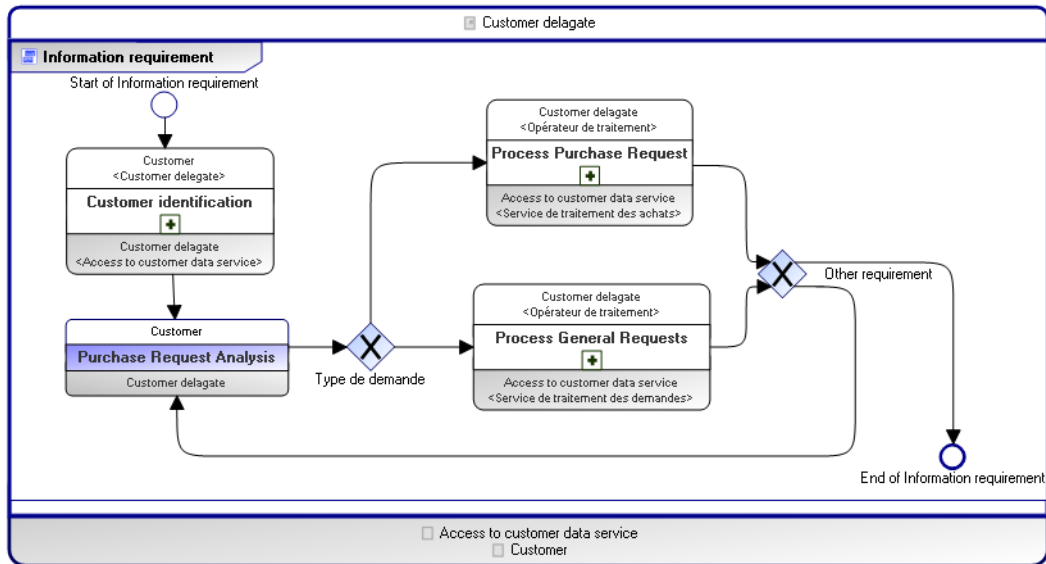 Customer delagate
Information requirement
Start of Information requirement
Customer
<Customer delegate>
Customer identification
Customer delagate
<Access to customer data service>
Customer
Purchase Request Analysis
Customer delagate
Type de demande
Customer delagate
<Opérateur de traitement>
Process Purchase Request
Access to customer data service
<Service de traitement des achats>
Customer delagate
<Opérateur de traitement>
Process General Requests
Access to customer data service
<Service de traitement des demandes>
Other requirement
End of Information requirement
Access to customer data service
Customer